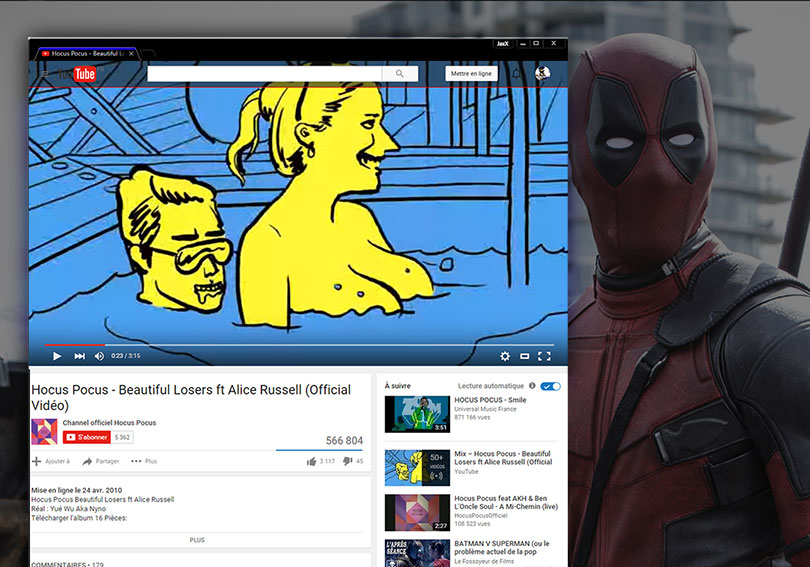 JaxX
Hocus Pocus - Beautiful Lo
YouTube
Mettre en ligne
0:23 / 3:15
Hocus Pocus - Beautiful Losers ft Alice Russell (Official
Vidéo)
Channel officiel Hocus Pocus
S'abonner 5 362
566 804
Ajouter à Partager Plus 3 117 45
Mise en ligne le 24 avr. 2010
Hocus Pocus Beautiful Losers ft Alice Russell
Réal : Yué Wu Aka Nyno
Télécharger l'album 16 Pièces:
PLUS
COMMENTAIRES • 179
À suivre
Lecture automatique
HOCUS POCUS - Smile
Universal Music France
871 166 vues
3:51
Mix – Hocus Pocus - Beautiful
Losers ft Alice Russell (Official
YouTube
50+
VIDÉOS
Hocus Pocus feat AKH & Ben
L'Oncle Soul - A Mi-Chemin (live)
HocusPocusOfficiel
108 523 vues
2:27
BATMAN V SUPERMAN (ou le
problème actuel de la pop
Le Fossoyeur de Films
L'APRÈS
SÉANCE